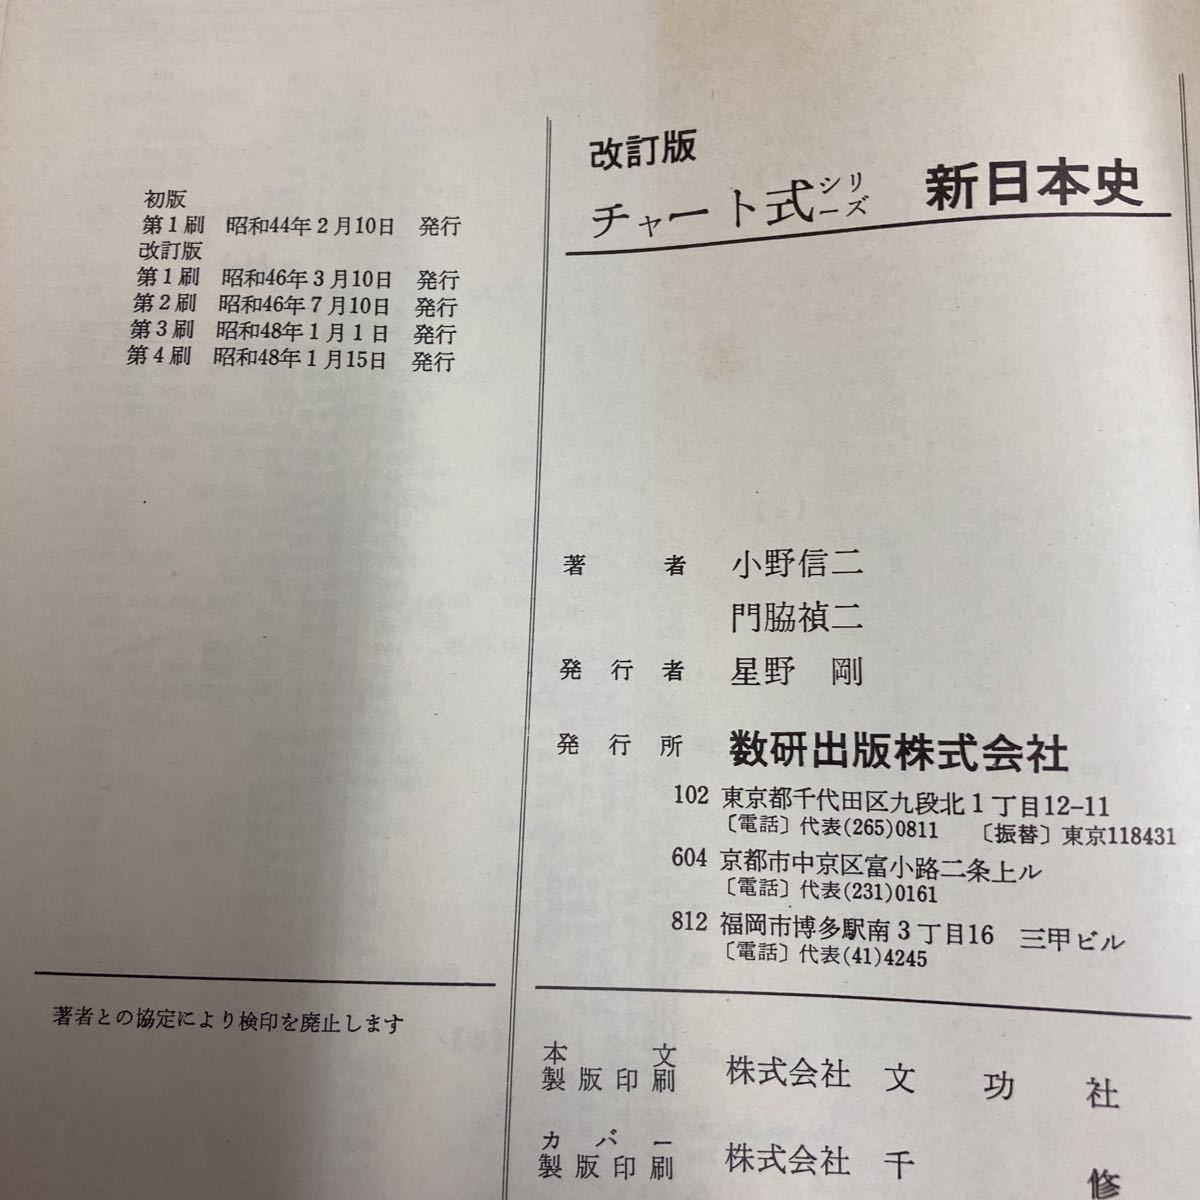 初版
第1刷 昭和44年2月10日 発行
改訂版
第1刷 昭和46年3月10日 発行
第2刷 昭和46年7月10日 発行
第3刷 昭和48年1月1日 発行
第4刷 昭和48年1月15日 発行
著者との協定により検印を廃止します
改訂版
チャート式シリーズ 新日本史
著者 小野信二
門脇禎二
発行者 星野 剛
発行所 数研出版株式会社
102 東京都千代田区九段北1丁目12-11
〔電話〕代表(265)0811 〔振替〕東京118431
604 京都市中京区富小路二条上ル
〔電話〕代表(231)0161
812 福岡市博多駅南3丁目16 三甲ビル
〔電話〕代表(41)4245
本文
製版印刷 株式会社 文功社
カバー
製版印刷 株式会社 千修